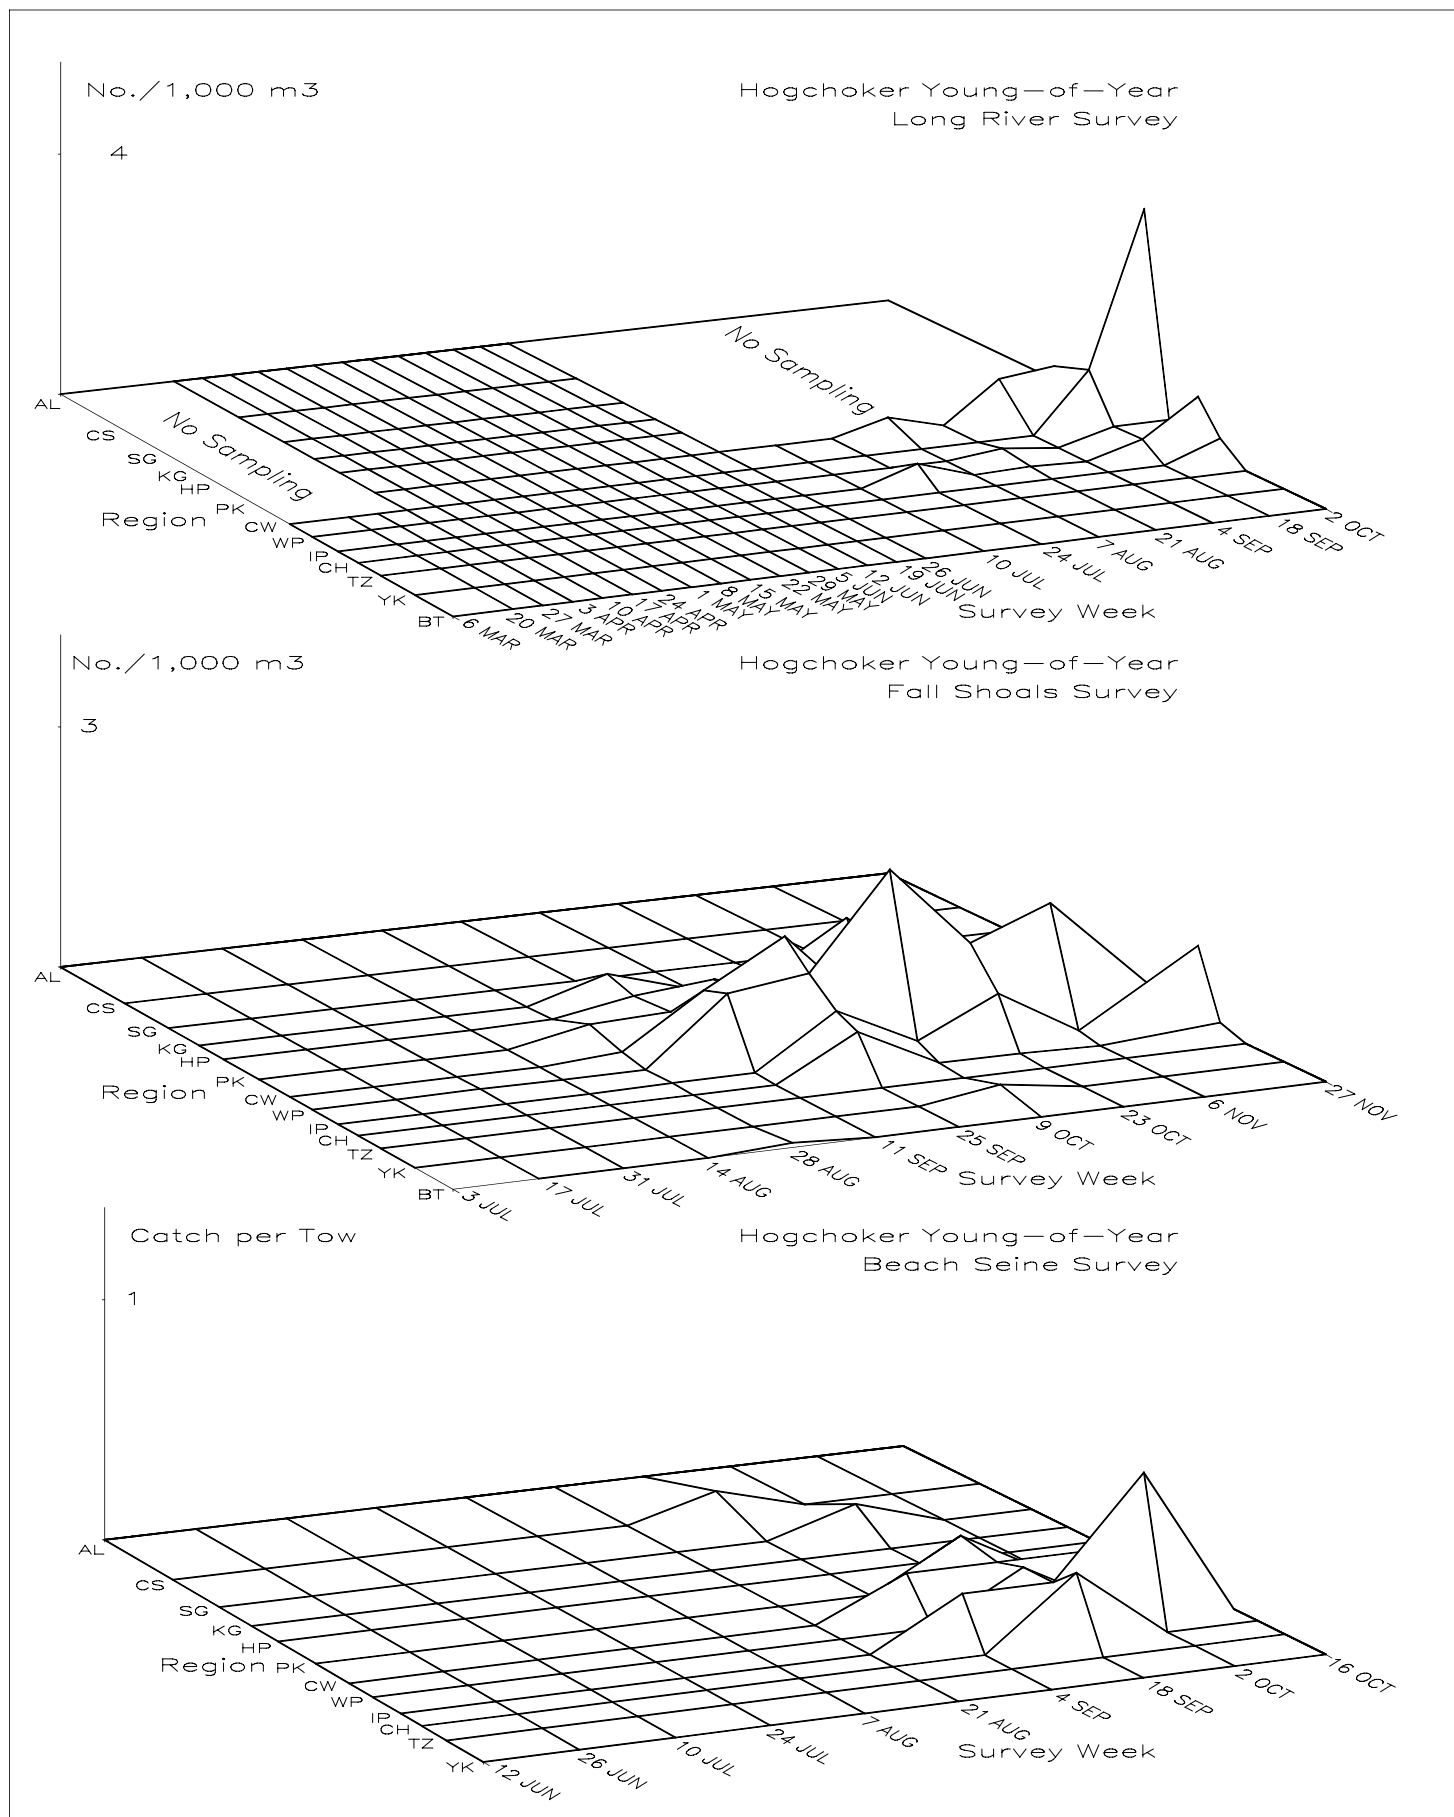 No./1,000 m3
Hogchoker Young-of-Year
Long River Survey
4
No Sampling
No Sampling
AL
CS
SG
KG
HP
PK
CW
WP
IP
CH
TZ
YK
BT
Region
6 MAR
20 MAR
27 MAR
3 APR
10 APR
17 APR
24 APR
1 MAY
8 MAY
15 MAY
22 MAY
29 MAY
5 JUN
12 JUN
19 JUN
26 JUN
10 JUL
24 JUL
7 AUG
21 AUG
4 SEP
18 SEP
2 OCT
Survey Week
No./1,000 m3
Hogchoker Young-of-Year
Fall Shoals Survey
3
AL
CS
SG
KG
HP
PK
CW
WP
IP
CH
TZ
YK
BT
Region
3 JUL
17 JUL
31 JUL
14 AUG
28 AUG
11 SEP
25 SEP
9 OCT
23 OCT
6 NOV
27 NOV
Survey Week
Catch per Tow
Hogchoker Young-of-Year
Beach Seine Survey
1
AL
CS
SG
KG
HP
PK
CW
WP
IP
CH
TZ
YK
Region
12 JUN
26 JUN
10 JUL
24 JUL
7 AUG
21 AUG
4 SEP
18 SEP
2 OCT
16 OCT
Survey Week